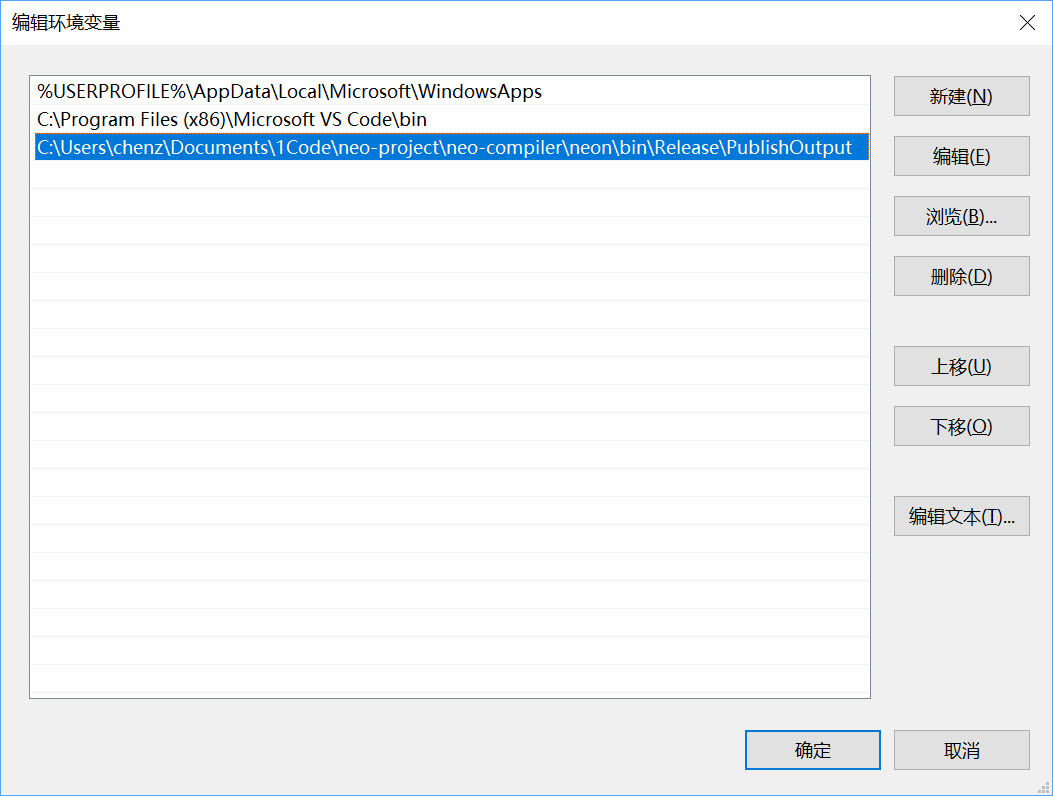 编辑环境变量
%USERPROFILE%\AppData\Local\Microsoft\WindowsApps
C:\Program Files (x86)\Microsoft VS Code\bin
C:\Users\chenz\Documents\1Code\neo-project\neo-compiler\neon\bin\Release\PublishOutput
新建(N)
编辑(E)
浏览(B)...
删除(D)
上移(U)
下移(O)
编辑文本(T)...
确定
取消